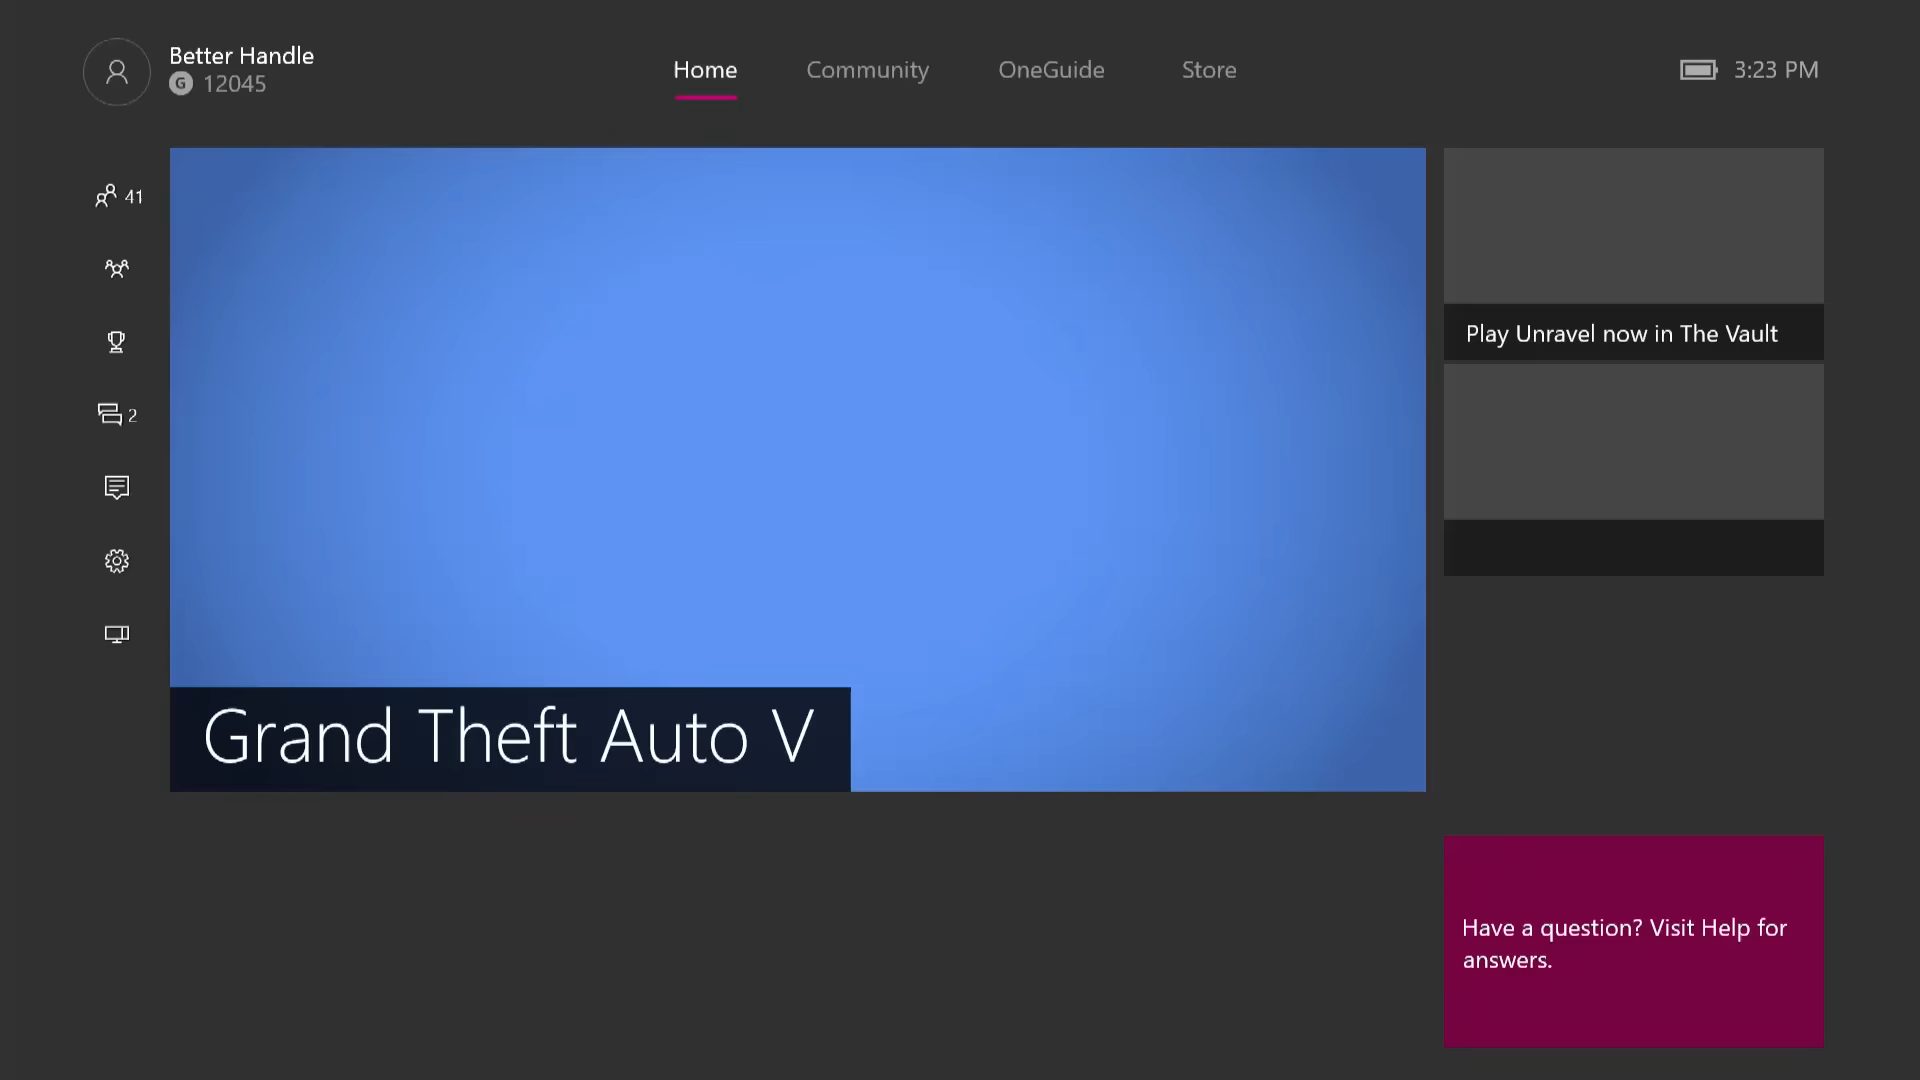 Better Handle
G 12045
Home Community OneGuide Store
3:23 PM
41
2
Grand Theft Auto V
Play Unravel now in The Vault
Have a question? Visit Help for
answers.